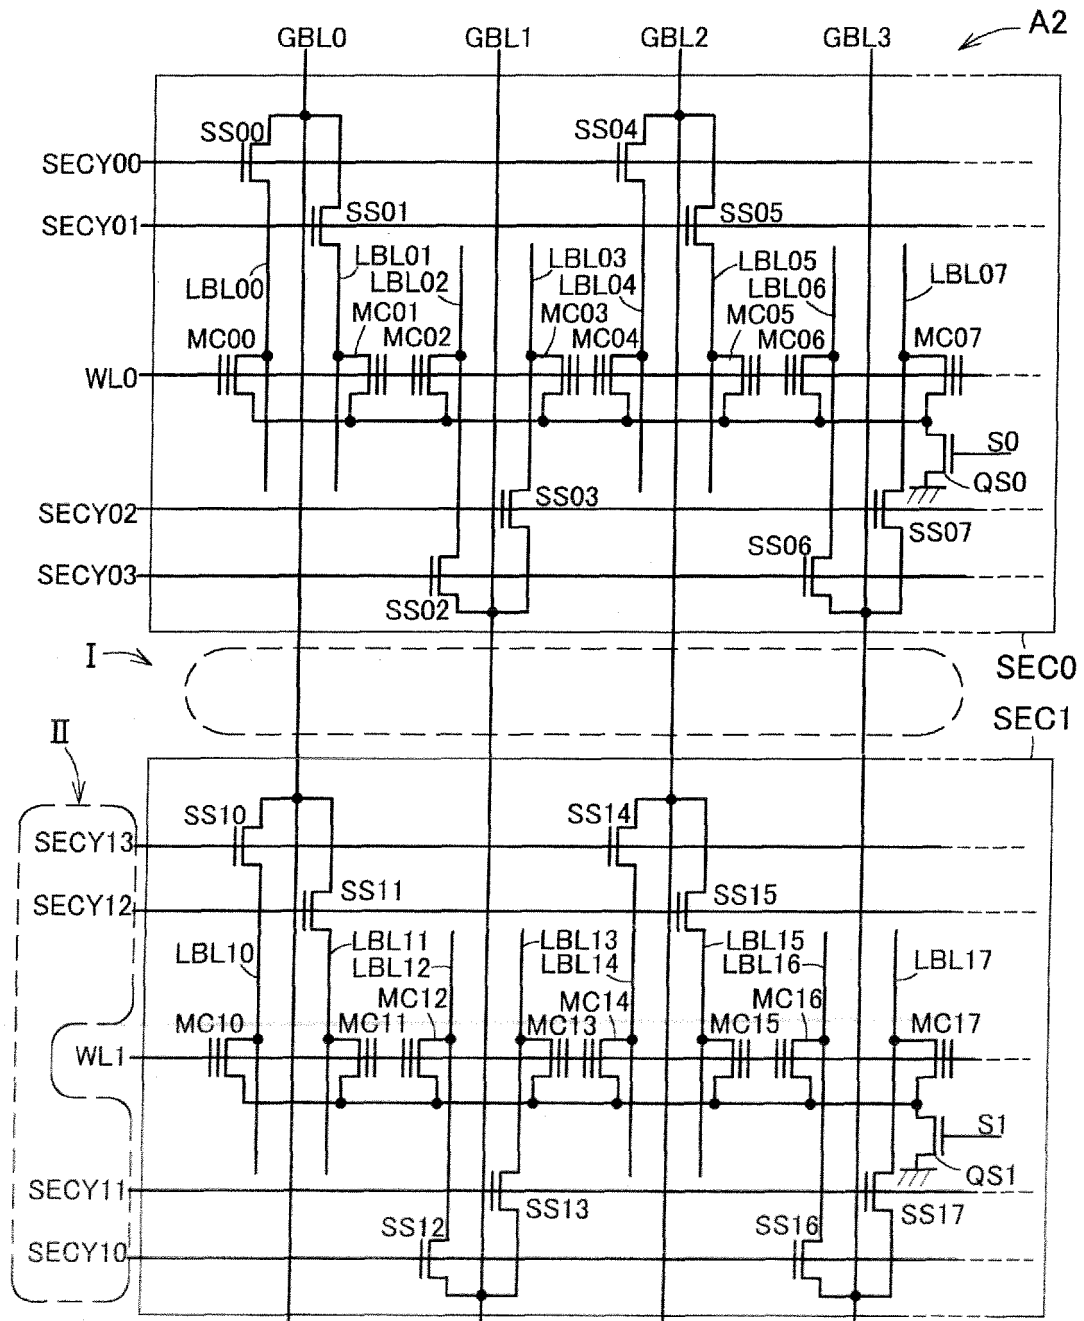 A2
GBL0 GBL1 GBL2 GBL3
SS00 SS04
SECY00
SS01 SS05
SECY01
LBL00 LBL01 LBL02 LBL03 LBL04 LBL05 LBL06 LBL07
MC00 MC01 MC02 MC03 MC04 MC05 MC06 MC07
WL0
S0
QS0
SS03 SS07
SECY02
SS06
SECY03
SS02
I
SEC0
SEC1
II
SS10 SS14
SECY13
SS11 SS15
SECY12
LBL10 LBL11 LBL12 LBL13 LBL14 LBL15 LBL16 LBL17
MC10 MC11 MC12 MC13 MC14 MC15 MC16 MC17
WL1
S1
QS1
SECY11
SS13 SS17
SS12 SS16
SECY10